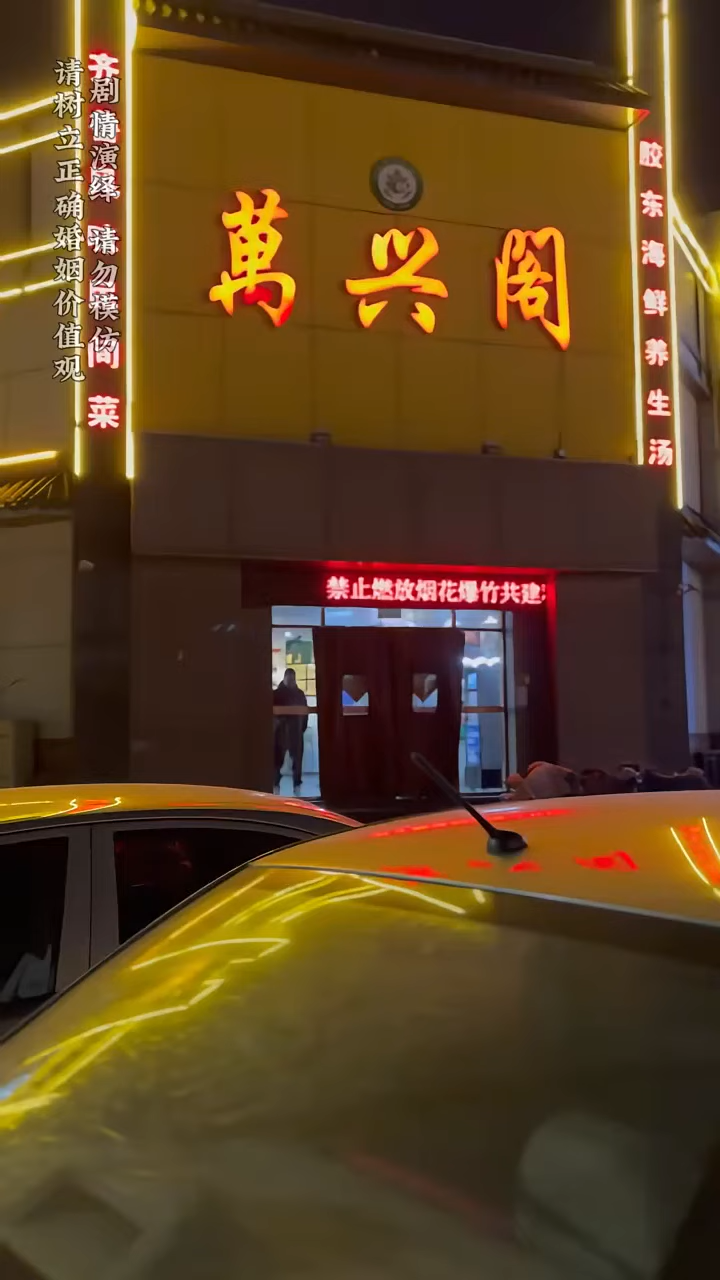 萬兴阁
胶东海鲜养生汤
禁止燃放烟花爆竹共建
剧情演绎 请勿模仿
请树立正确婚姻价值观
齐
菜